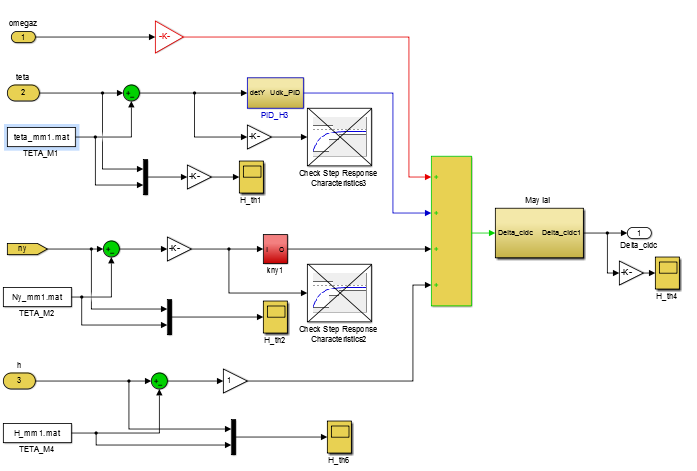 omegaz
1
-K-
teta
2
detY Udk_PID
PID_H3
teta_mm1.mat
TETA_M1
-K-
Check Step Response
Characteristics3
-K-
H_th1
May lai
Delta_cldc Delta_cldc1
1
Delta_cldc
-K-
H_th4
ny
-K-
I O
kny1
Ny_mm1.mat
TETA_M2
H_th2
Check Step Response
Characteristics2
h
3
1
H_mm1.mat
TETA_M4
H_th6